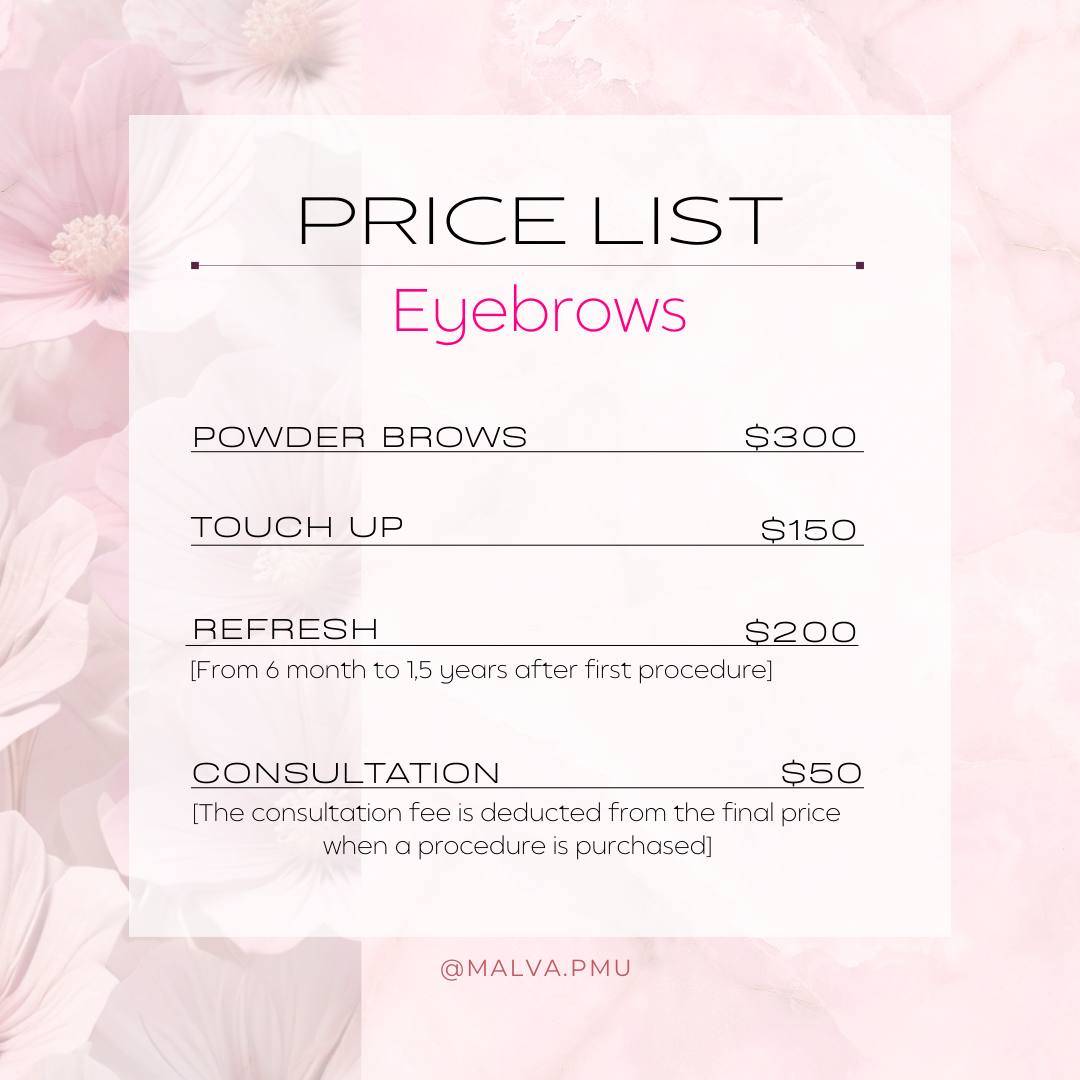 PRICE LIST
Eyebrows
POWDER BROWS $300
TOUCH UP $150
REFRESH $200
[From 6 month to 1,5 years after first procedure]
CONSULTATION $50
[The consultation fee is deducted from the final price
when a procedure is purchased]
@MALVA.PMU